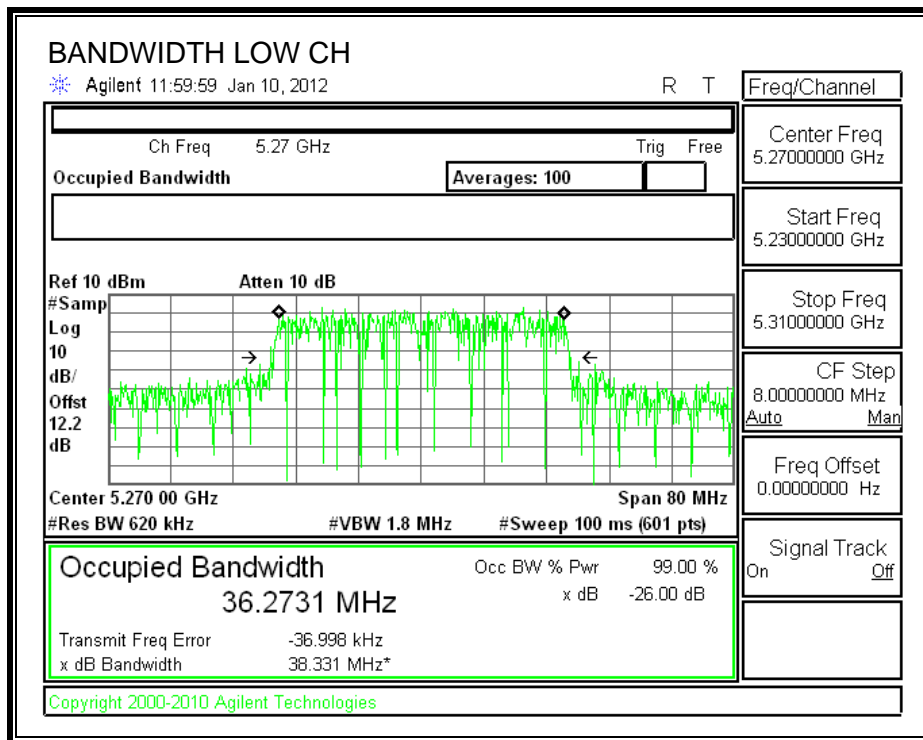 BANDWIDTH LOW CH
Agilent 11:59:59 Jan 10, 2012 R T
Ch Freq 5.27 GHz Trig Free
Occupied Bandwidth Averages: 100
Ref 10 dBm Atten 10 dB
#Samp
Log
10
dB/
Offst
12.2
dB
Center 5.270 00 GHz Span 80 MHz
#Res BW 620 kHz #VBW 1.8 MHz #Sweep 100 ms (601 pts)
Occupied Bandwidth Occ BW % Pwr 99.00 %
36.2731 MHz x dB -26.00 dB
Transmit Freq Error -36.998 kHz
x dB Bandwidth 38.331 MHz*
Copyright 2000-2010 Agilent Technologies
Freq/Channel
Center Freq
5.27000000 GHz
Start Freq
5.23000000 GHz
Stop Freq
5.31000000 GHz
CF Step
8.00000000 MHz
Auto Man
Freq Offset
0.00000000 Hz
Signal Track
On Off